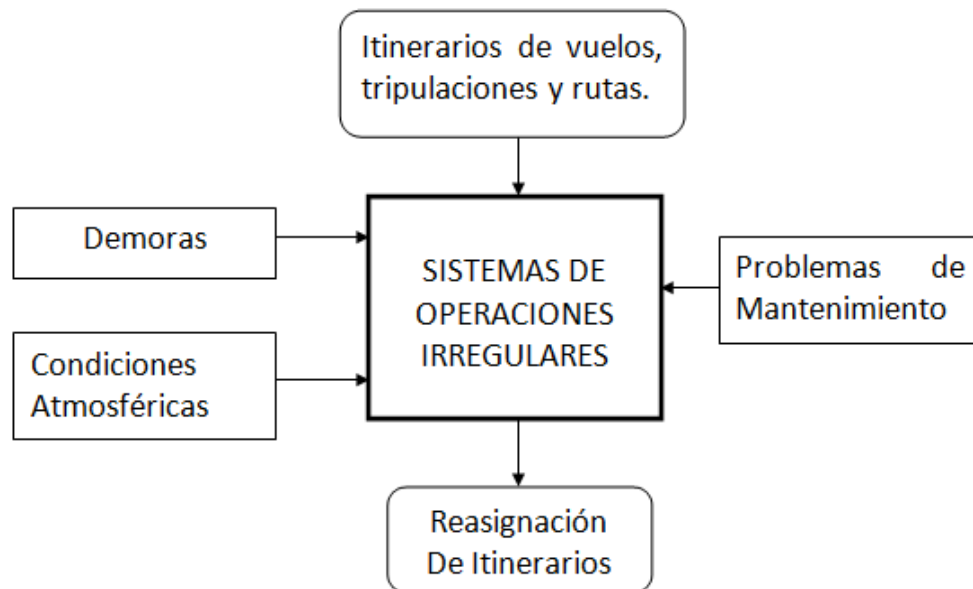 Itinerarios de vuelos,
tripulaciones y rutas.
Demoras
SISTEMAS DE
OPERACIONES
IRREGULARES
Problemas de
Mantenimiento
Condiciones
Atmosféricas
Reasignación
De Itinerarios